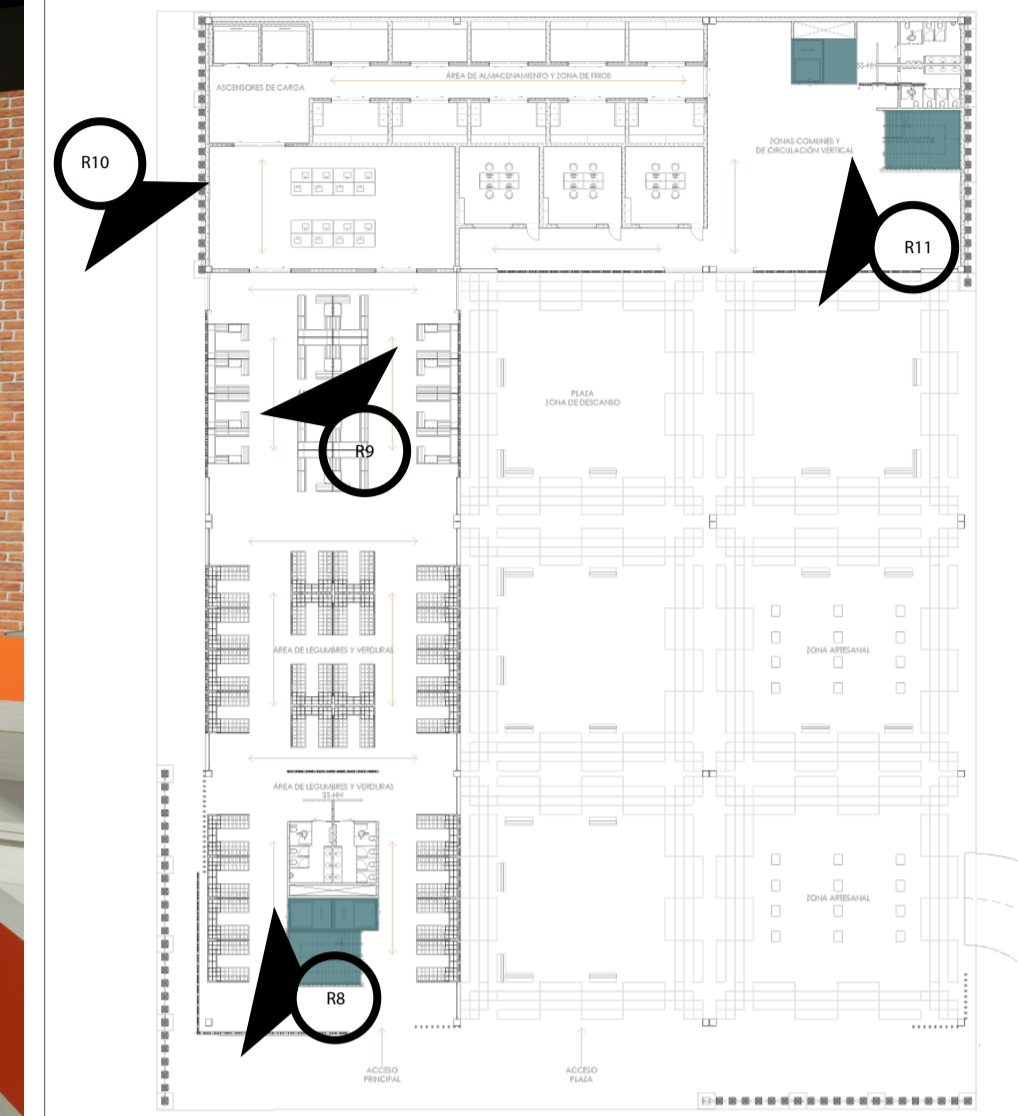 ÁREA DE ALMACENAMIENTO Y ZONA DE FRIOS
SS-HH
ASCENSORES DE CARGA
ZONAS COMUNES Y
DE CIRCULACIÓN VERTICAL
R10
R11
PLAZA
ZONA DE DESCANSO
R9
ÁREA DE LEGUMBRES Y VERDURAS
ZONA ARTESANAL
ÁREA DE LEGUMBRES Y VERDURAS
SS-HH
ZONA ARTESANAL
R8
ACCESO
PRINCIPAL
ACCESO
PLAZA